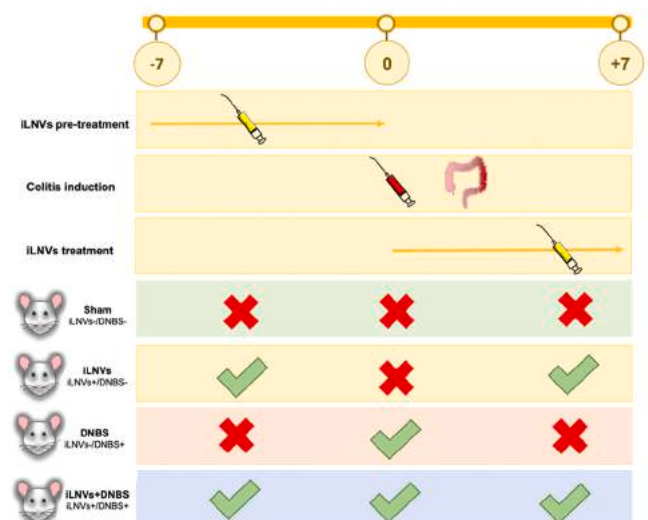 -7
0
+7
iLNVs pre-treatment
Colitis induction
iLNVs treatment
Sham
iLNVs-/DNBS-
iLNVs
iLNVs+/DNBS-
DNBS
iLNVs-/DNBS+
iLNVs+DNBS
iLNVs+/DNBS+